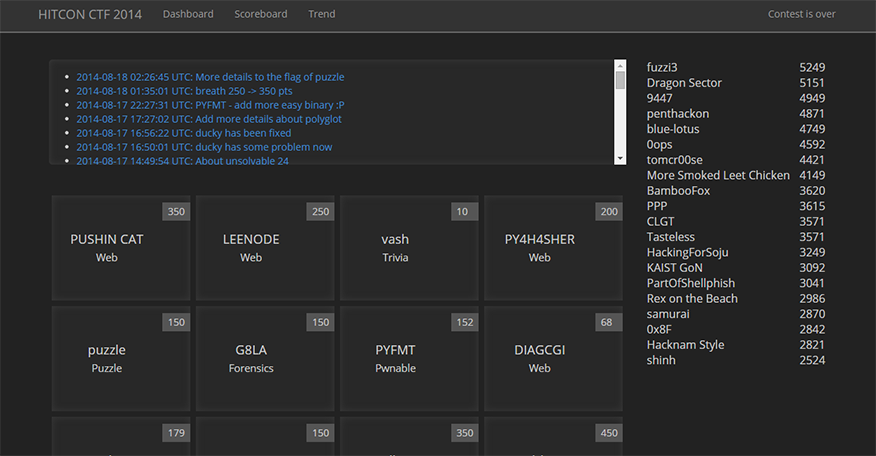 HITCON CTF 2014 Dashboard Scoreboard Trend Contest is over
2014-08-18 02:26:45 UTC: More details to the flag of puzzle
2014-08-18 01:35:01 UTC: breath 250 -> 350 pts
2014-08-17 22:27:31 UTC: PYFMT - add more easy binary :P
2014-08-17 17:27:02 UTC: Add more details about polyglot
2014-08-17 16:56:22 UTC: ducky has been fixed
2014-08-17 16:50:01 UTC: ducky has some problem now
2014-08-17 14:49:54 UTC: About unsolvable 24
350
PUSHIN CAT
Web
250
LEENODE
Web
10
vash
Trivia
200
PY4H4SHER
Web
150
puzzle
Puzzle
150
G8LA
Forensics
152
PYFMT
Pwnable
68
DIAGCGI
Web
179
150
350
450
fuzzi3 5249
Dragon Sector 5151
9447 4949
penthackon 4871
blue-lotus 4749
0ops 4592
tomcr00se 4421
More Smoked Leet Chicken 4149
BambooFox 3620
PPP 3615
CLGT 3571
Tasteless 3571
HackingForSoju 3249
KAIST GoN 3092
PartOfShellphish 3041
Rex on the Beach 2986
samurai 2870
0x8F 2842
Hacknam Style 2821
shinh 2524